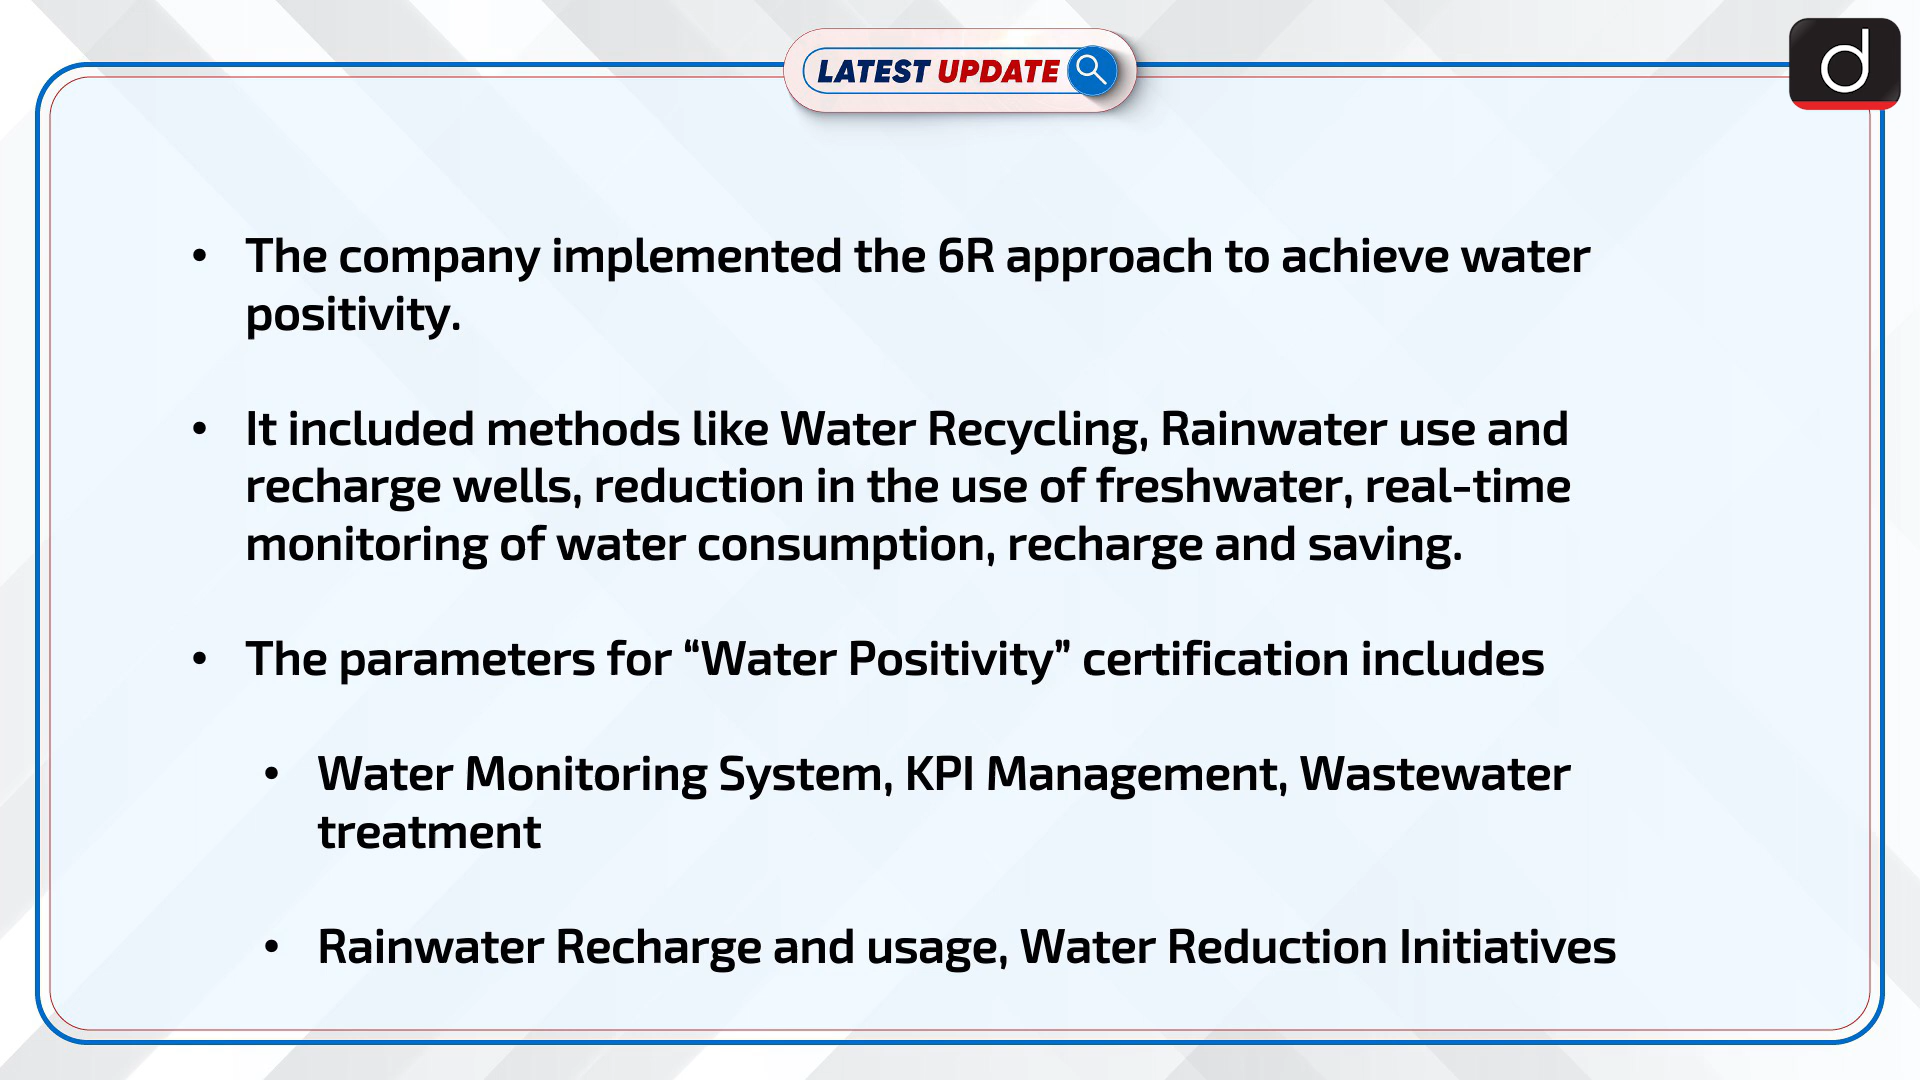 LATEST UPDATE
d
• The company implemented the 6R approach to achieve water
positivity.
• It included methods like Water Recycling, Rainwater use and
recharge wells, reduction in the use of freshwater, real-time
monitoring of water consumption, recharge and saving.
• The parameters for “Water Positivity” certification includes
• Water Monitoring System, KPI Management, Wastewater
treatment
• Rainwater Recharge and usage, Water Reduction Initiatives